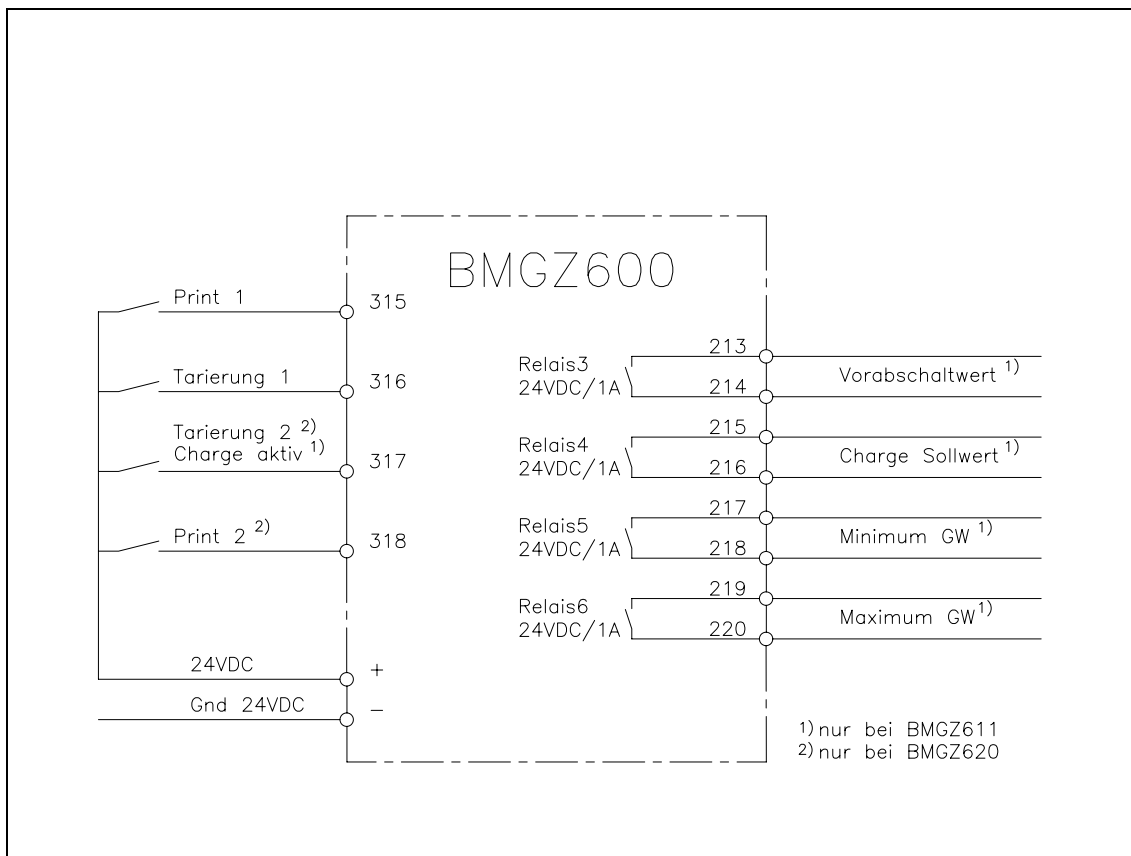 BMGZ600
Print 1
315
Tarierung 1
316
Tarierung 2 2)
Charge aktiv 1)
317
Print 2 2)
318
24VDC
+
Gnd 24VDC
−
Relais3
24VDC/1A
213
214
Vorabschaltwert 1)
Relais4
24VDC/1A
215
216
Charge Sollwert 1)
Relais5
24VDC/1A
217
218
Minimum GW 1)
Relais6
24VDC/1A
219
220
Maximum GW 1)
1) nur bei BMGZ611
2) nur bei BMGZ620